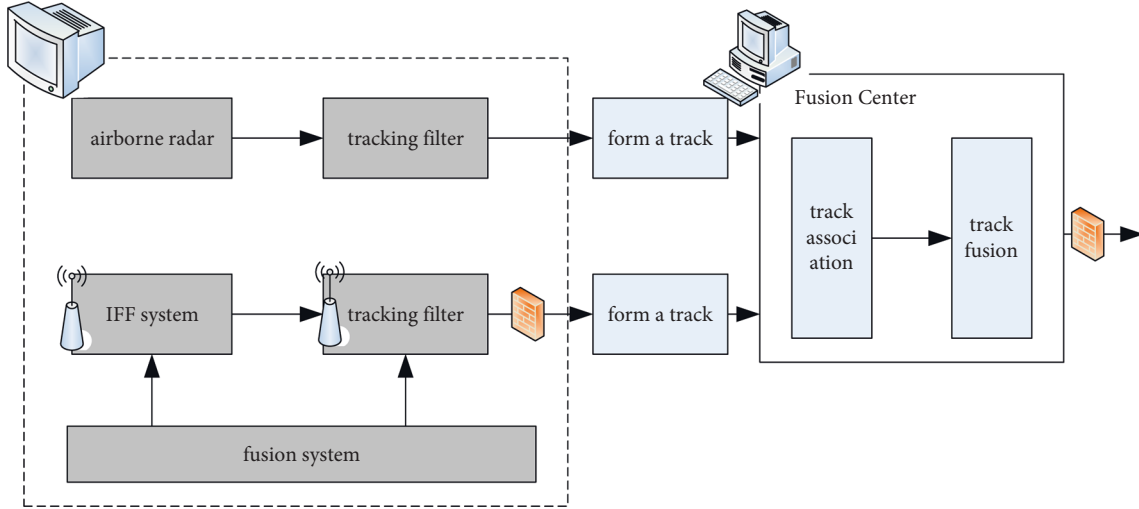 Fusion Center
airborne radar
tracking filter
form a track
track
associ
ation
track
fusion
IFF system
tracking filter
form a track
fusion system